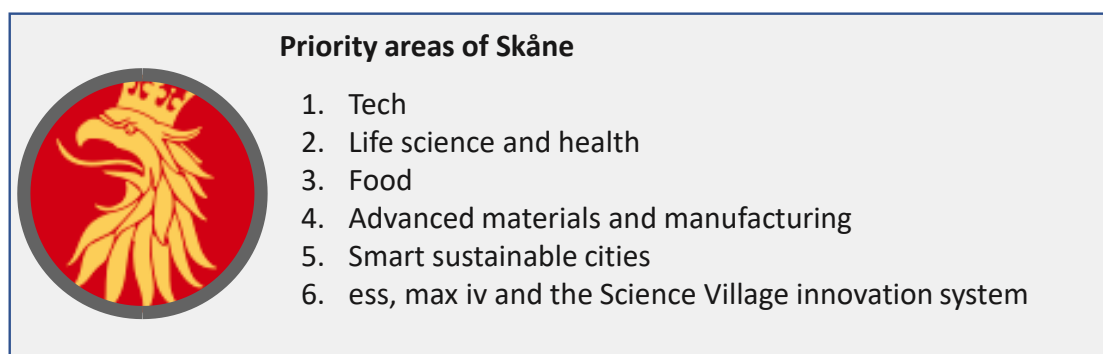 Priority areas of Skåne
1. Tech
2. Life science and health
3. Food
4. Advanced materials and manufacturing
5. Smart sustainable cities
6. ess, max iv and the Science Village innovation system